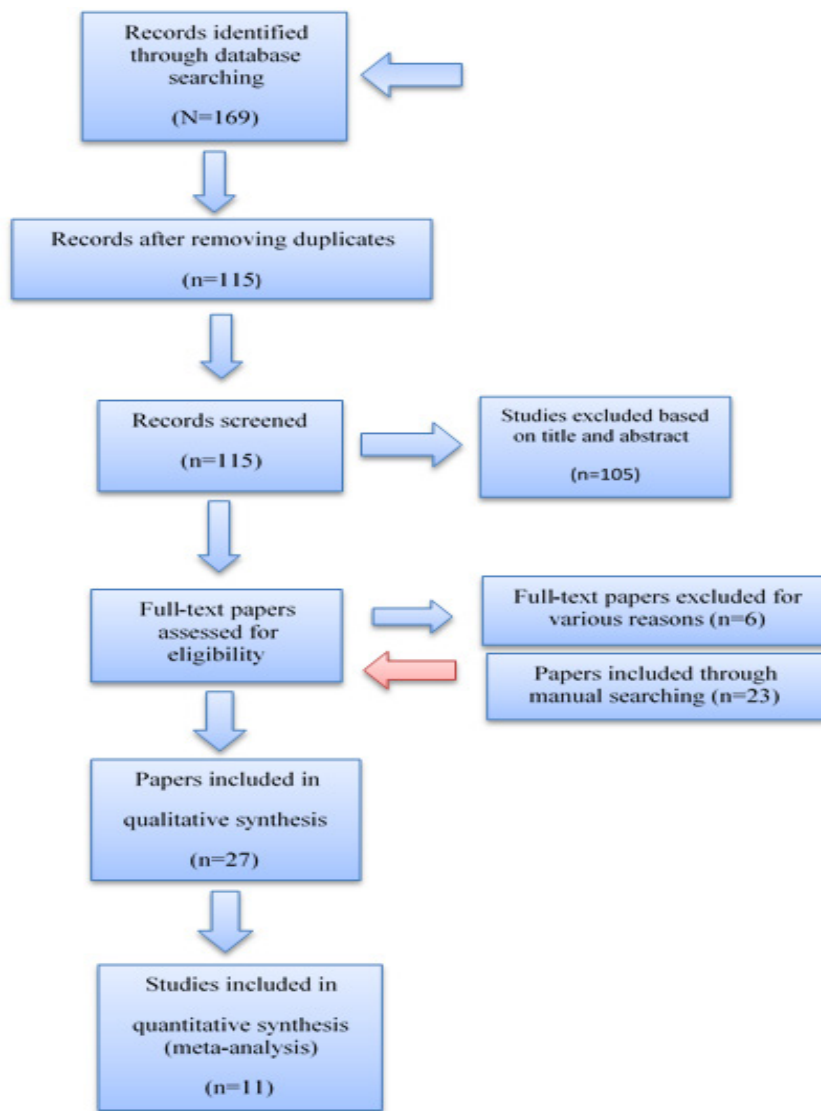 Records identified
through database
searching
(N=169)
Records after removing duplicates
(n=115)
Records screened
(n=115)
Studies excluded based
on title and abstract
(n=105)
Full-text papers
assessed for
eligibility
Full-text papers excluded for
various reasons (n=6)
Papers included through
manual searching (n=23)
Papers included in
qualitative synthesis
(n=27)
Studies included in
quantitative synthesis
(meta-analysis)
(n=11)